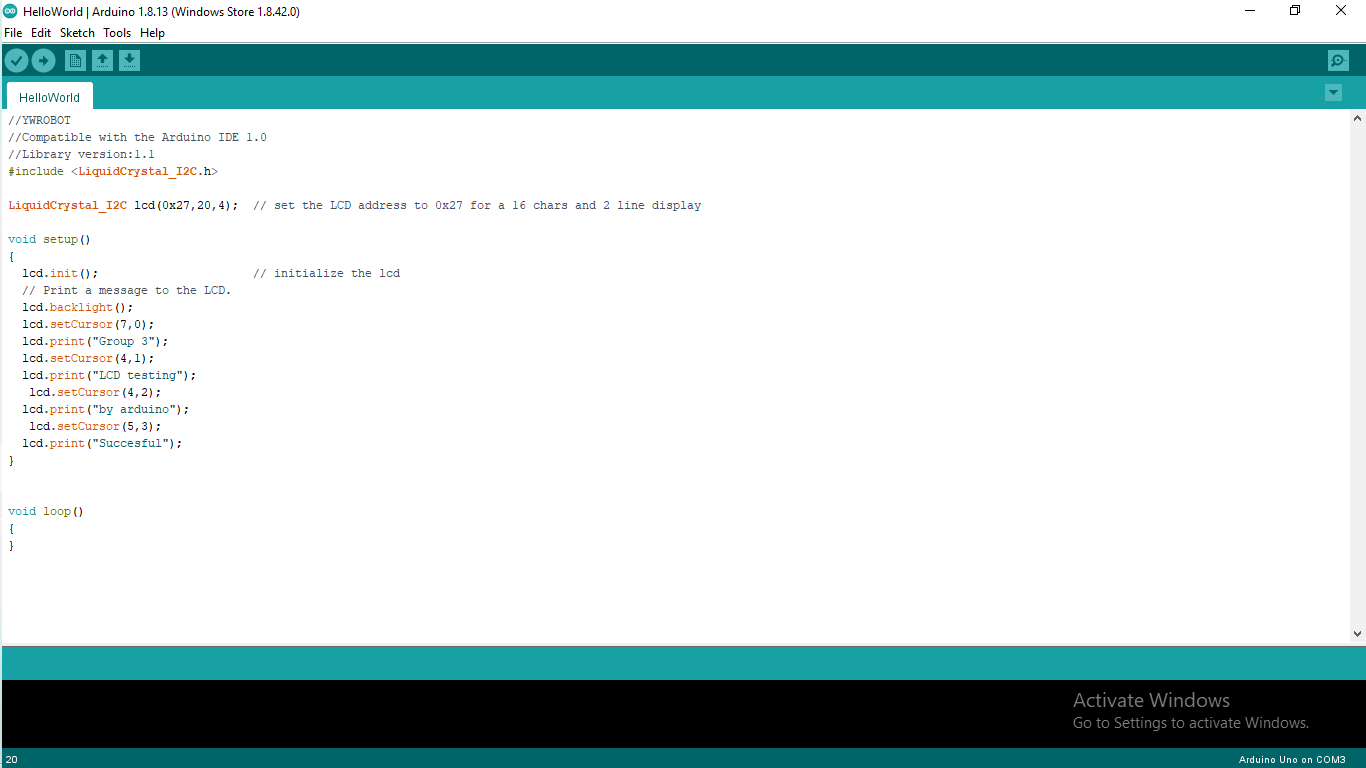 HelloWorld | Arduino 1.8.13 (Windows Store 1.8.42.0)
File Edit Sketch Tools Help
HelloWorld
//YWROBOT
//Compatible with the Arduino IDE 1.0
//Library version:1.1
#include <LiquidCrystal_I2C.h>
LiquidCrystal_I2C lcd(0x27,20,4);  // set the LCD address to 0x27 for a 16 chars and 2 line display
void setup()
{
  lcd.init();                      // initialize the lcd
  // Print a message to the LCD.
  lcd.backlight();
  lcd.setCursor(7,0);
  lcd.print("Group 3");
  lcd.setCursor(4,1);
  lcd.print("LCD testing");
   lcd.setCursor(4,2);
  lcd.print("by arduino");
   lcd.setCursor(5,3);
  lcd.print("Succesful");
}
void loop()
{
}
Activate Windows
Go to Settings to activate Windows.
20
Arduino Uno on COM3